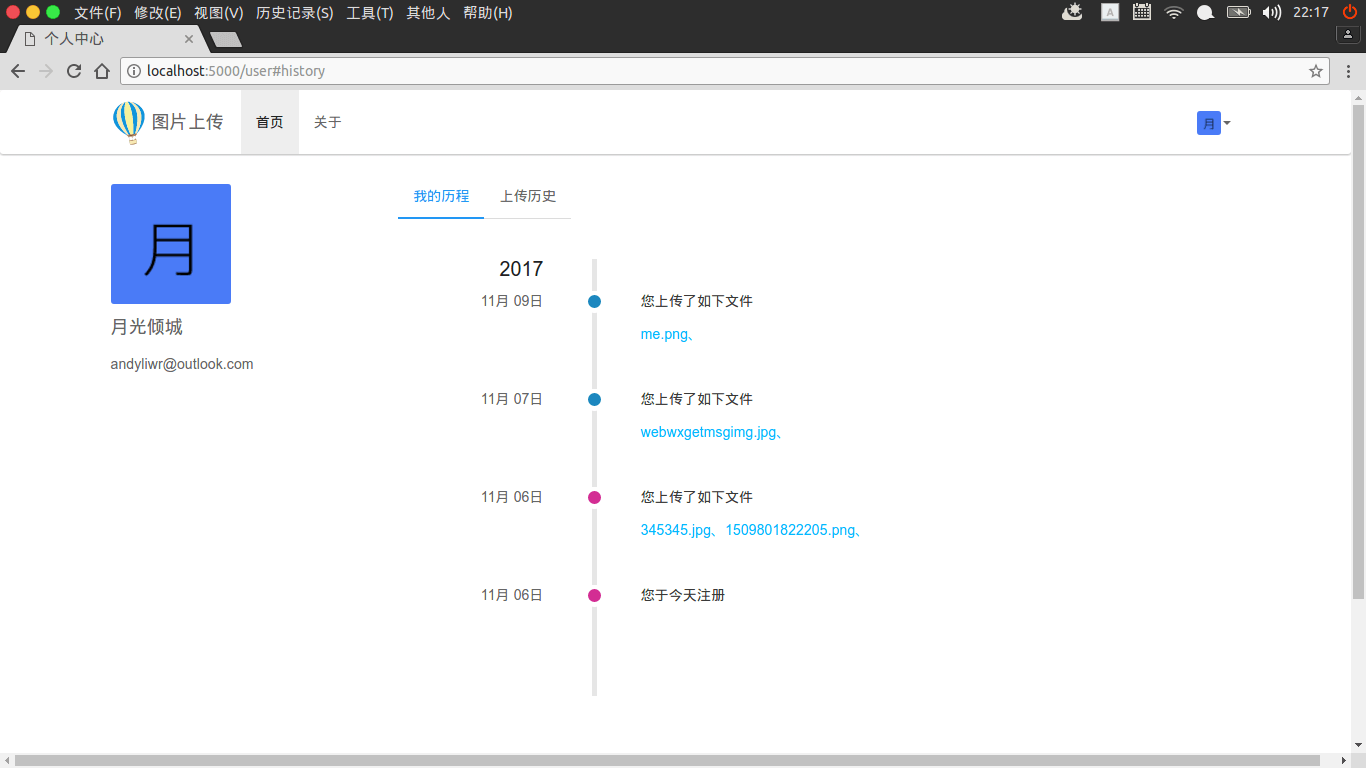 文件(F) 修改(E) 视图(V) 历史记录(S) 工具(T) 其他人 帮助(H) A 22:17
个人中心
localhost:5000/user#history
图片上传 首页 关于 月
月
月光倾城
andyliwr@outlook.com
我的历程 上传历史
2017
11月 09日 您上传了如下文件
me.png、
11月 07日 您上传了如下文件
webwxgetmsgimg.jpg、
11月 06日 您上传了如下文件
345345.jpg、1509801822205.png、
11月 06日 您于今天注册